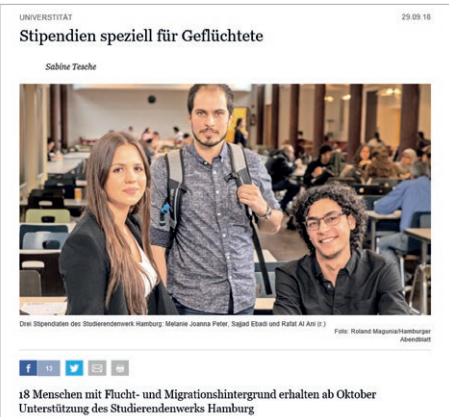 UNIVERSTITÄT 29.09.18
Stipendien speziell für Geflüchtete
Sabine Tesche
Drei Stipendiaten des Studierendenwerk Hamburg: Melanie Joanna Peter, Sajjad Ebadi und Rafat Al Ani (r.)
Foto: Roland Magunia/Hamburger
Abendblatt
13
18 Menschen mit Flucht- und Migrationshintergrund erhalten ab Oktober
Unterstützung des Studierendenwerks Hamburg